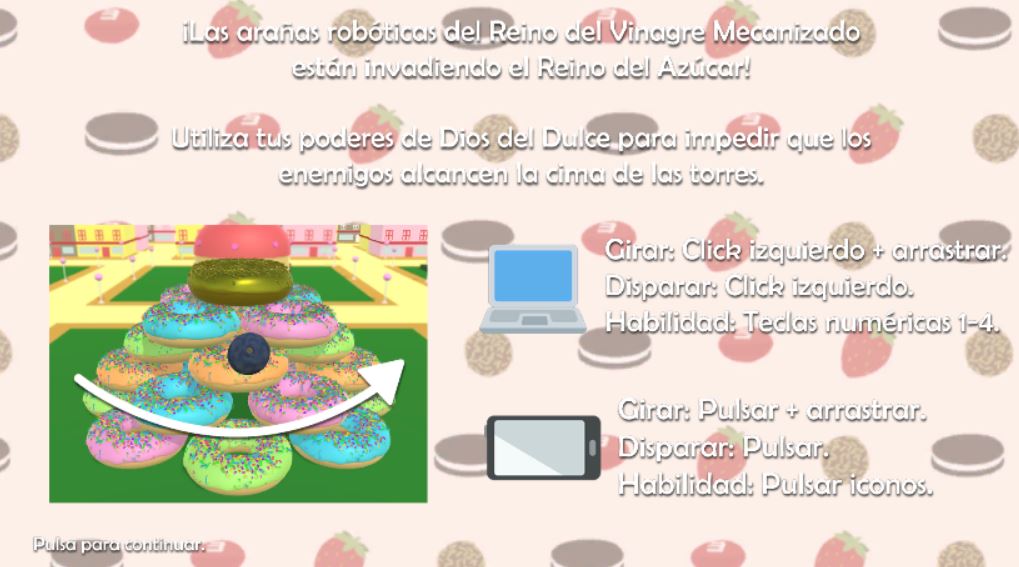 ¡Las arañas robóticas del Reino del Vinagre Mecanizado
están invadiendo el Reino del Azúcar!
Utiliza tus poderes de Dios del Dulce para impedir que los
enemigos alcancen la cima de las torres.
Girar: Click izquierdo + arrastrar.
Disparar: Click izquierdo.
Habilidad: Teclas numéricas 1-4.
Girar: Pulsar + arrastrar.
Disparar: Pulsar.
Habilidad: Pulsar iconos.
Pulsa para continuar.